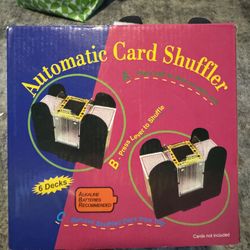 Automatic Card Shuffler
A
B Press Lever to Shuffle
6 Decks
ALKALINE
BATTERIES
RECOMMENDED
C
Cards not included